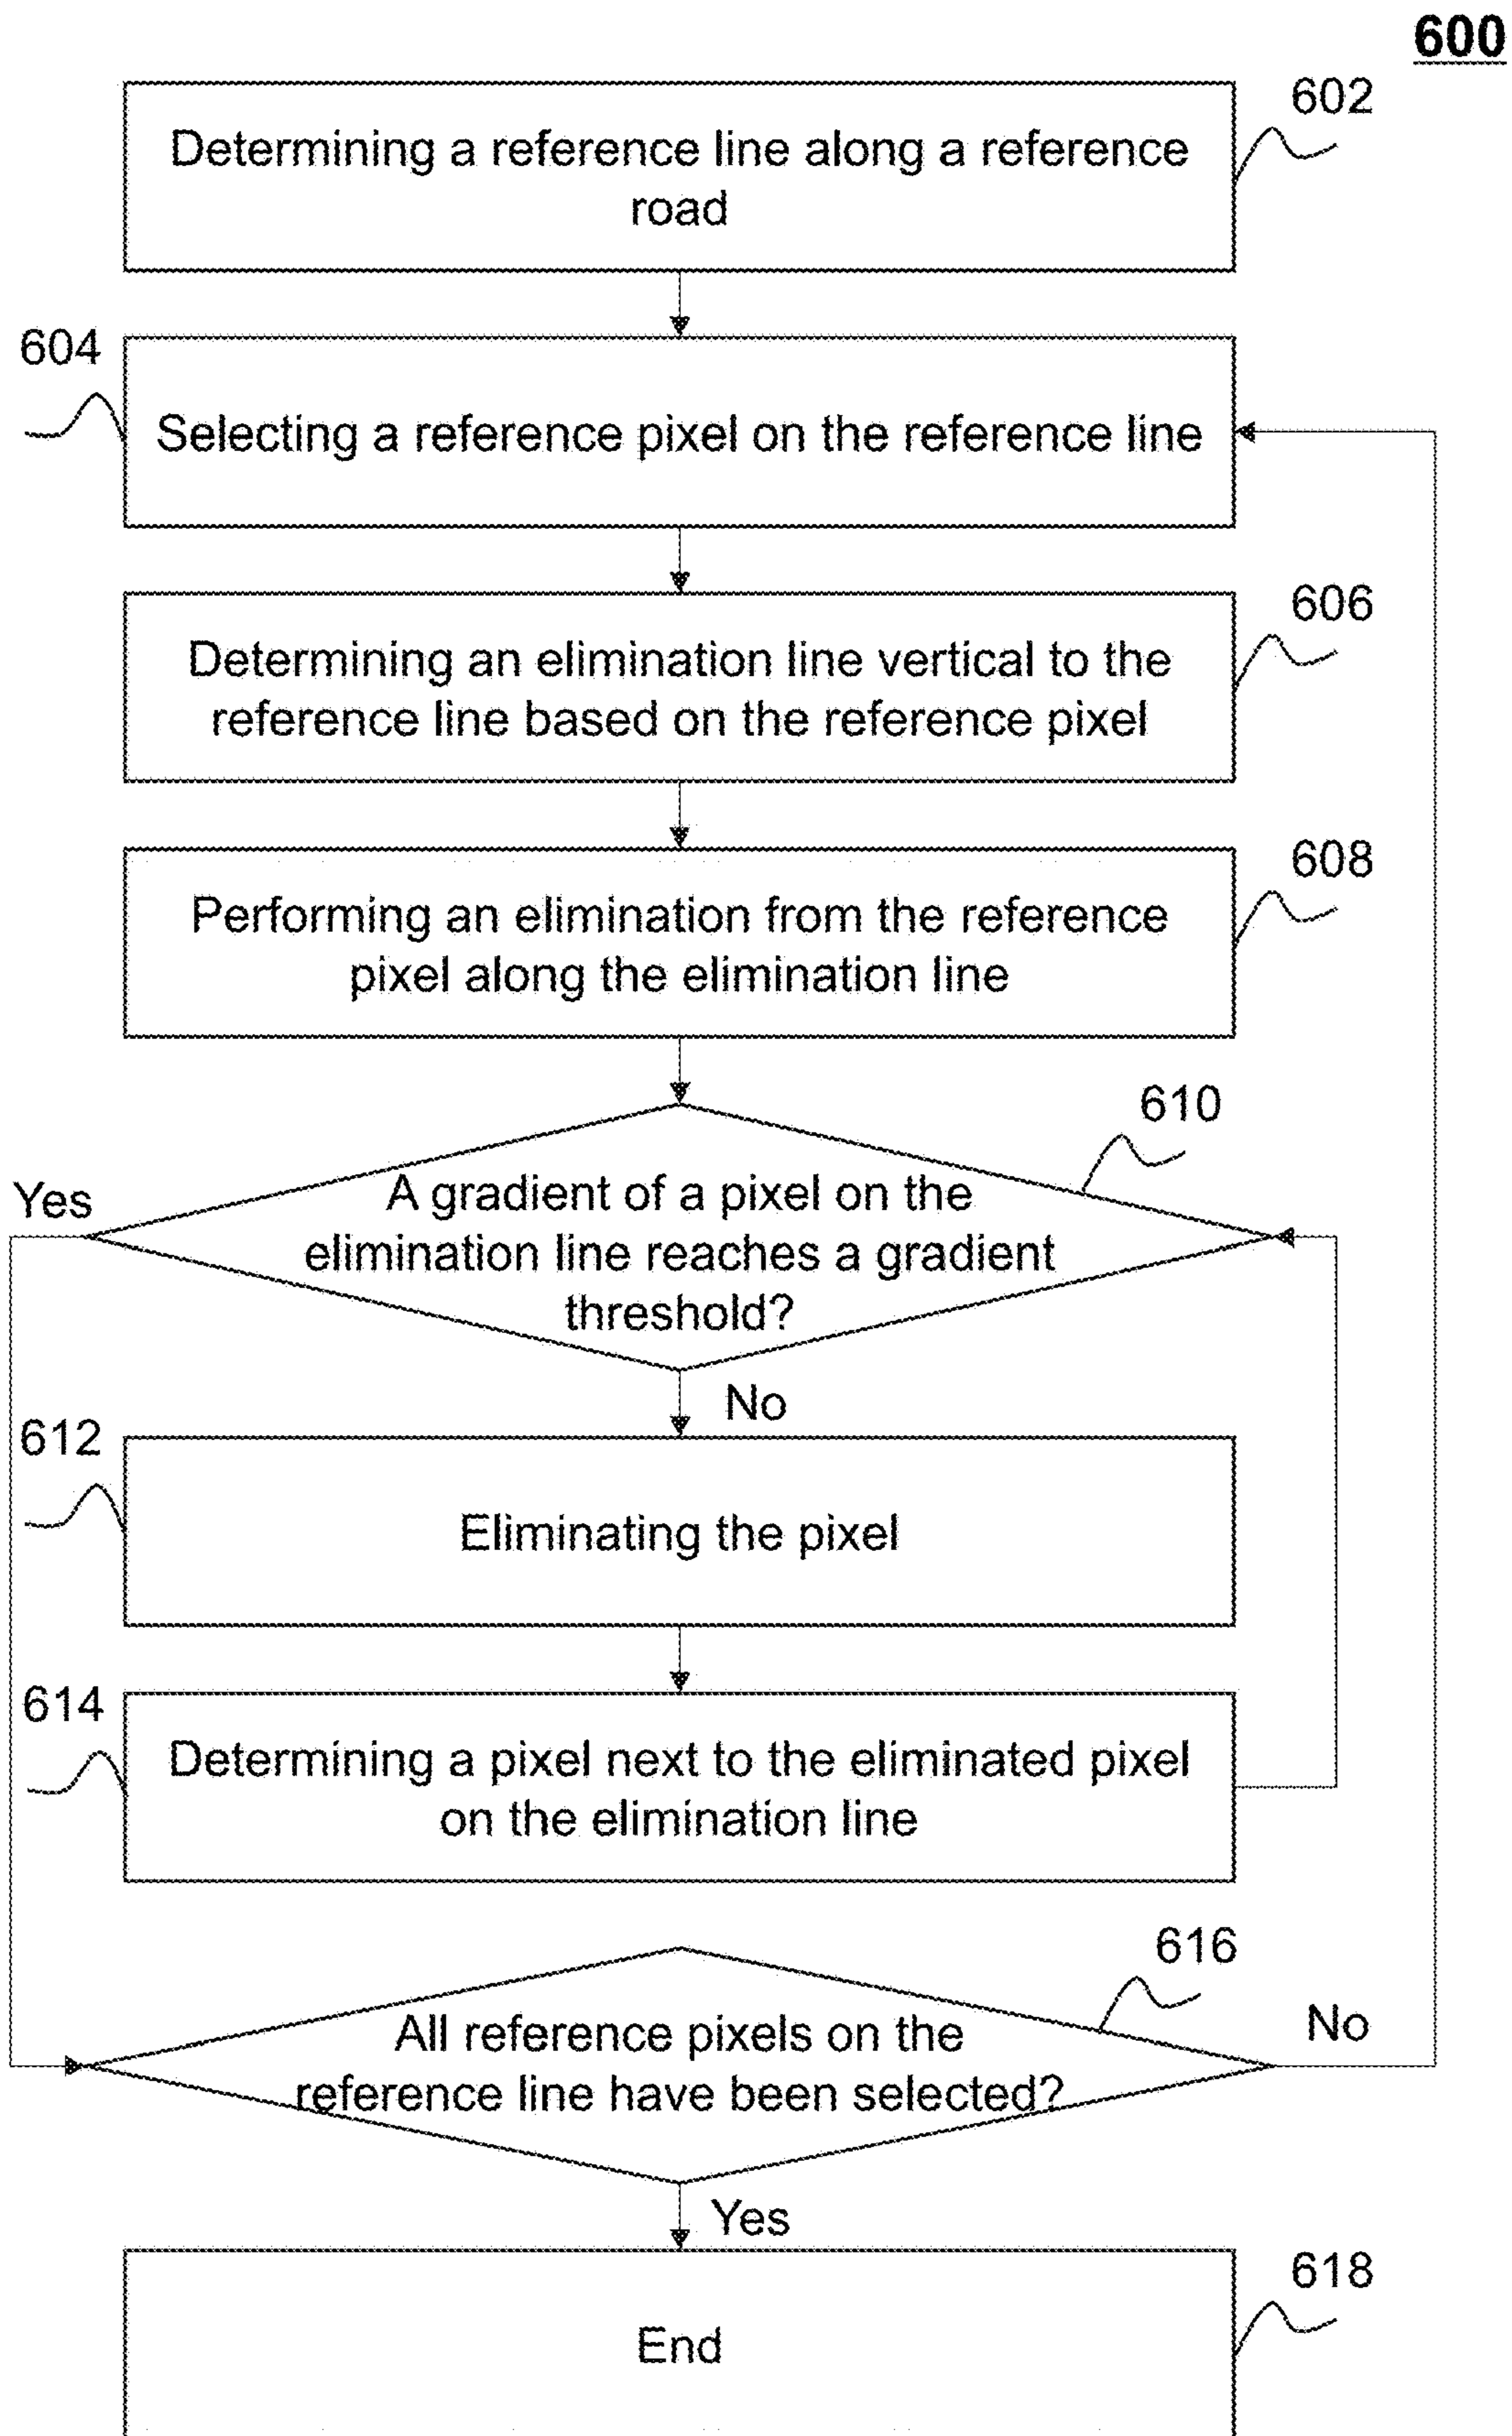 600
602
Determining a reference line along a reference
road
604
Selecting a reference pixel on the reference line
606
Determining an elimination line vertical to the
reference line based on the reference pixel
608
Performing an elimination from the reference
pixel along the elimination line
610
Yes
A gradient of a pixel on the
elimination line reaches a gradient
threshold?
No
612
Eliminating the pixel
614
Determining a pixel next to the eliminated pixel
on the elimination line
616
All reference pixels on the
reference line have been selected?
No
Yes
618
End